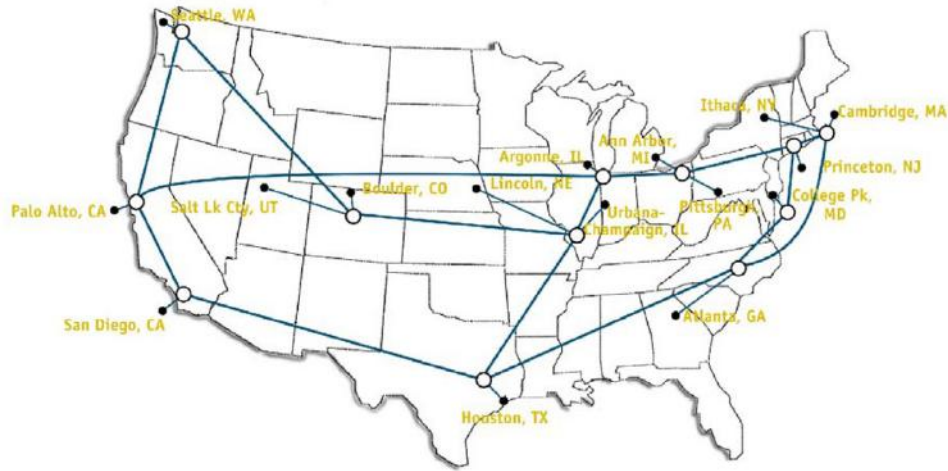 Seattle, WA
Ithaca, NY
Cambridge, MA
Ann Arbor,
MI
Argonne, IL
Princeton, NJ
Boulder, CO
Lincoln, NE
Salt Lk Cty, UT
College Pk,
MD
Palo Alto, CA
Pittsburgh,
PA
Urbana-
Champaign, IL
Atlanta, GA
San Diego, CA
Houston, TX